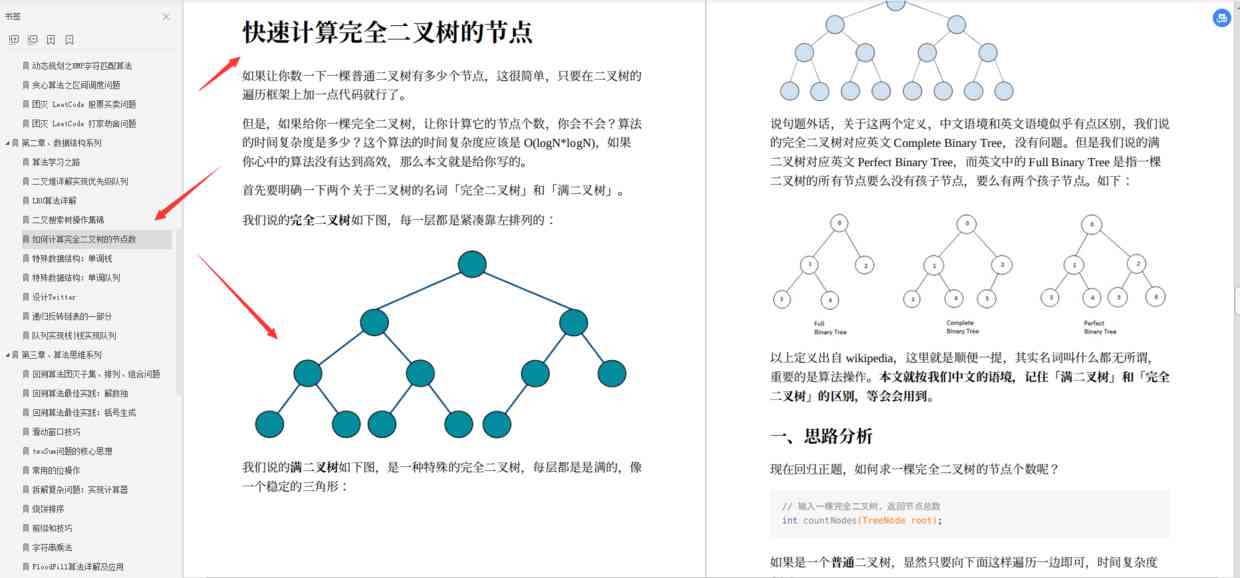 书签
动态规划之KMP字符匹配算法
贪心算法之区间调度问题
团灭 LeetCode 股票买卖问题
团灭 LeetCode 打家劫舍问题
第二章、数据结构系列
算法学习之路
二叉堆详解实现优先级队列
LRU算法详解
二叉搜索树操作集锦
如何计算完全二叉树的节点数
特殊数据结构：单调栈
特殊数据结构：单调队列
设计Twitter
递归反转链表的一部分
队列实现栈|栈实现队列
第三章、算法思维系列
回溯算法团灭子集、排列、组合问题
回溯算法最佳实践：解数独
回溯算法最佳实践：括号生成
滑动窗口技巧
twoSum问题的核心思想
常用的位操作
拆解复杂问题：实现计算器
烧饼排序
前缀和技巧
字符串乘法
FloodFill算法详解及应用
快速计算完全二叉树的节点
如果让你数一下一棵普通二叉树有多少个节点，这很简单，只要在二叉树的
遍历框架上加一点代码就行了。
但是，如果给你一棵完全二叉树，让你计算它的节点个数，你会不会？算法
的时间复杂度是多少？这个算法的时间复杂度应该是 O(logN*logN)，如果
你心中的算法没有达到高效，那么本文就是给你写的。
首先要明确一下两个关于二叉树的名词「完全二叉树」和「满二叉树」。
我们说的完全二叉树如下图，每一层都是紧凑靠左排列的：
我们说的满二叉树如下图，是一种特殊的完全二叉树，每层都是是满的，像
一个稳定的三角形：
说句题外话，关于这两个定义，中文语境和英文语境似乎有点区别，我们说
的完全二叉树对应英文 Complete Binary Tree，没有问题。但是我们说的满
二叉树对应英文 Perfect Binary Tree，而英文中的 Full Binary Tree 是指一棵
二叉树的所有节点要么没有孩子节点，要么有两个孩子节点。如下：
0
1 2
3 4
Full
Binary Tree
0
1 2
3 4 5
Complete
Binary Tree
0
1 2
3 4 5 6
Perfect
Binary Tree
以上定义出自 wikipedia，这里就是顺便一提，其实名词叫什么都无所谓，
重要的是算法操作。本文就按我们中文的语境，记住「满二叉树」和「完全
二叉树」的区别，等会会用到。
一、思路分析
现在回归正题，如何求一棵完全二叉树的节点个数呢？
// 输入一棵完全二叉树，返回节点总数
int countNodes(TreeNode root);
如果是一个普通二叉树，显然只要向下面这样遍历一边即可，时间复杂度